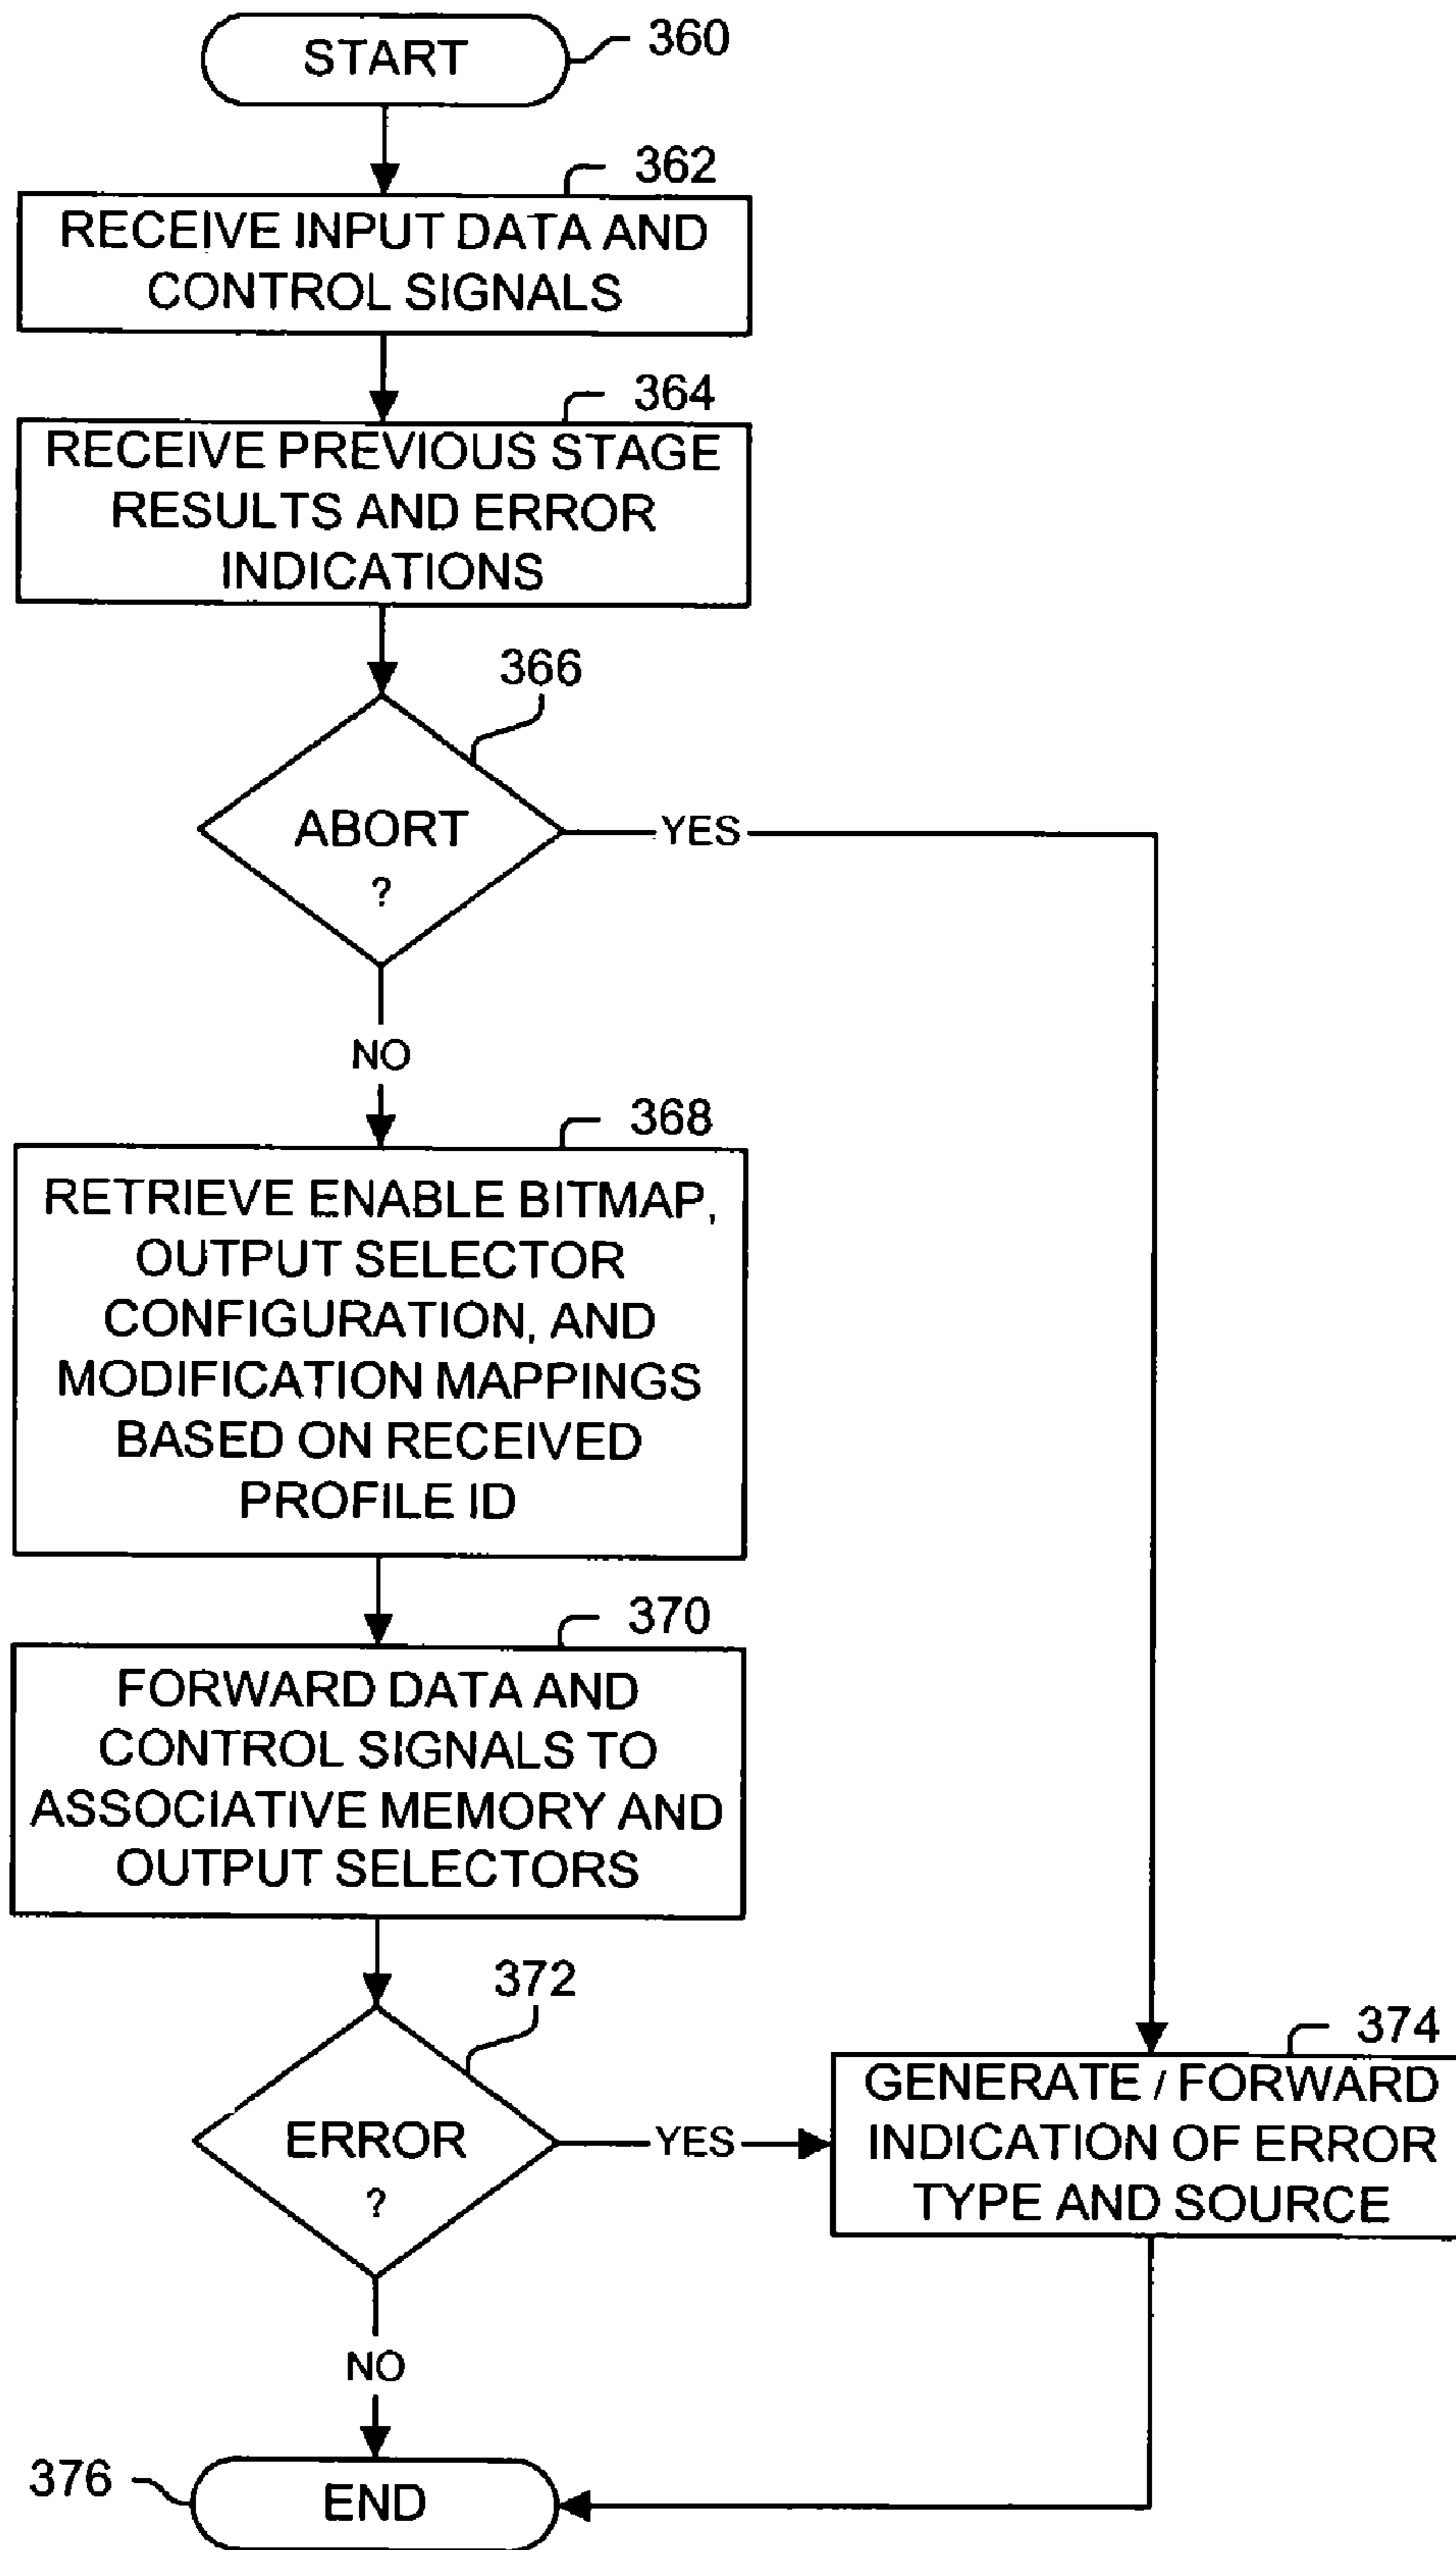 START
360
362
RECEIVE INPUT DATA AND
CONTROL SIGNALS
364
RECEIVE PREVIOUS STAGE
RESULTS AND ERROR
INDICATIONS
366
ABORT
?
YES
NO
368
RETRIEVE ENABLE BITMAP,
OUTPUT SELECTOR
CONFIGURATION, AND
MODIFICATION MAPPINGS
BASED ON RECEIVED
PROFILE ID
370
FORWARD DATA AND
CONTROL SIGNALS TO
ASSOCIATIVE MEMORY AND
OUTPUT SELECTORS
372
ERROR
?
YES
374
GENERATE / FORWARD
INDICATION OF ERROR
TYPE AND SOURCE
NO
376
END